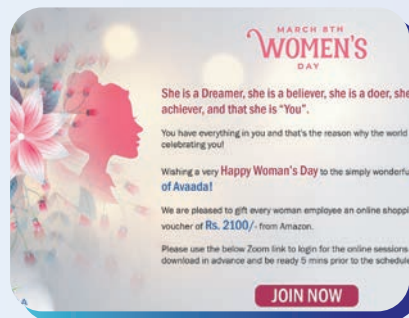 MARCH 8TH
WOMEN'S
DAY
She is a Dreamer, she is a believer, she is a doer, she
achiever, and that she is "You".
You have everything in you and that's the reason why the world
celebrating you!
Wishing a very Happy Woman's Day to the simply wonderfu
of Avaada!
We are pleased to gift every woman employee an online shoppi
voucher of Rs. 2100/- from Amazon.
Please use the below Zoom link to login for the online sessions
download in advance and be ready 5 mins prior to the schedule
JOIN NOW
A